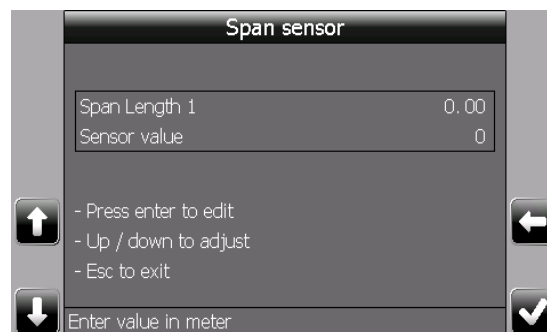 Span sensor
Span Length 1 0.00
Sensor value 0
- Press enter to edit
- Up / down to adjust
- Esc to exit
Enter value in meter